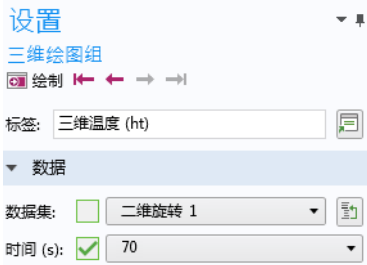 设置
三维绘图组
绘制
标签: 三维温度 (ht)
数据
数据集: 二维旋转 1
时间 (s): 70